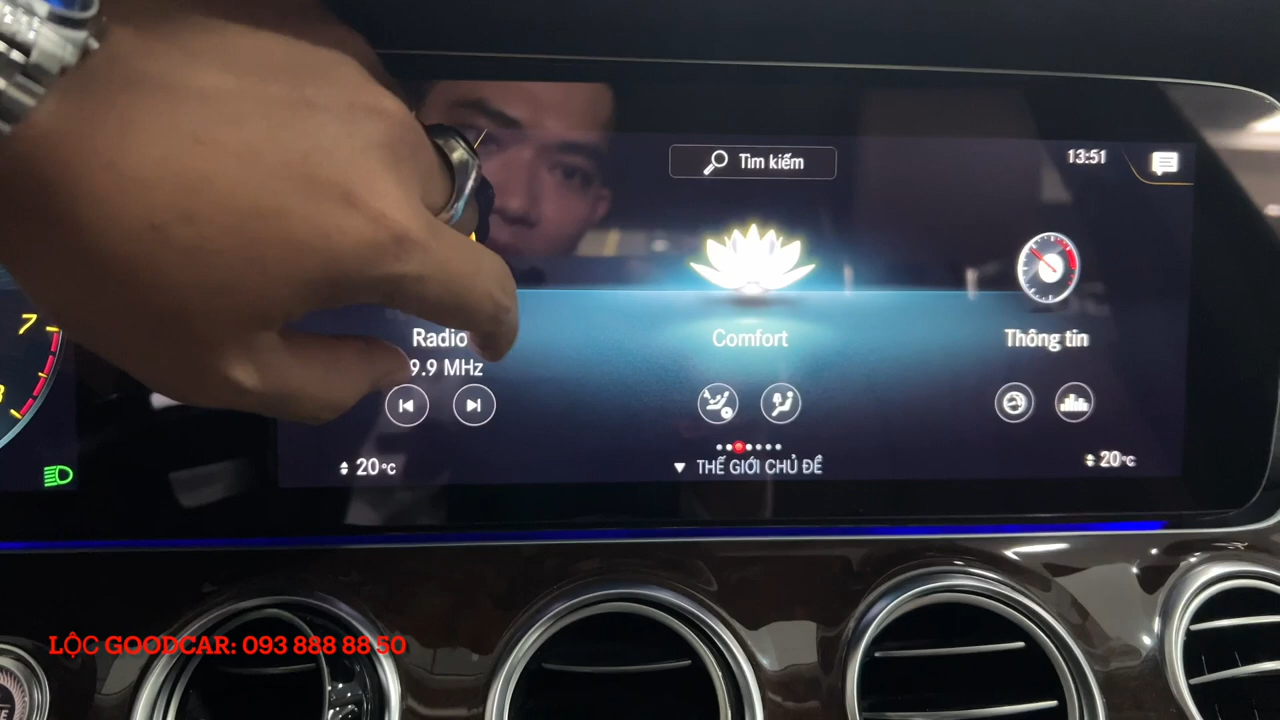 Tìm kiếm
13:51
Radio
9.9 MHz
Comfort
Thông tin
20°C
THẾ GIỚI CHỦ ĐỀ
20°C
7
LỘC GOODCAR: 093 888 88 50